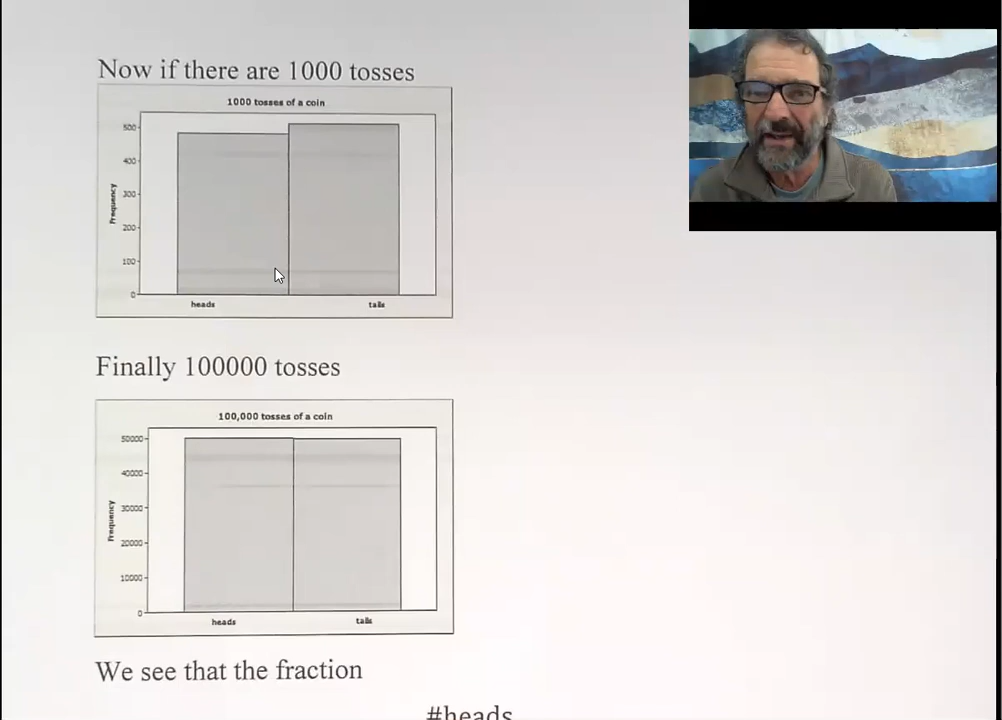 Now if there are 1000 tosses
1000 tosses of a coin
500
400
300
200
100
0
Frequency
heads
tails
Finally 100000 tosses
100,000 tosses of a coin
50000
40000
30000
20000
10000
0
Frequency
heads
tails
We see that the fraction
#heads